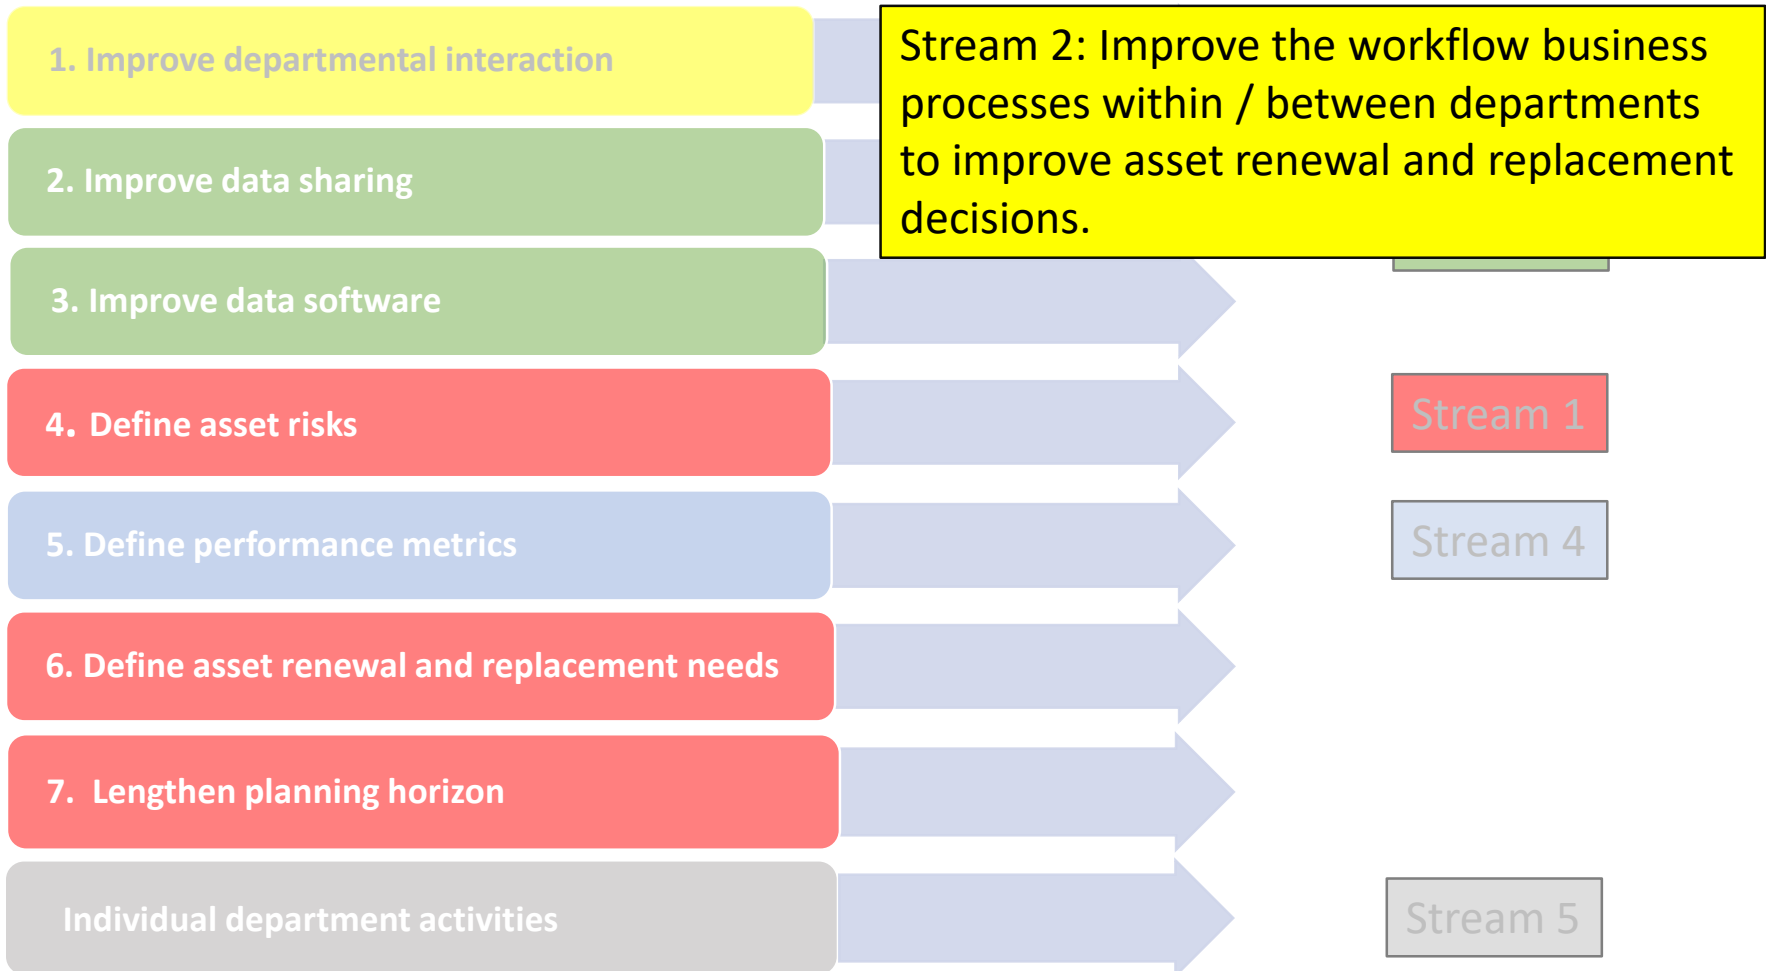 1. Improve departmental interaction
Stream 2: Improve the workflow business
processes within / between departments
to improve asset renewal and replacement
decisions.
2. Improve data sharing
3. Improve data software
4. Define asset risks
Stream 1
5. Define performance metrics
Stream 4
6. Define asset renewal and replacement needs
7. Lengthen planning horizon
Individual department activities
Stream 5